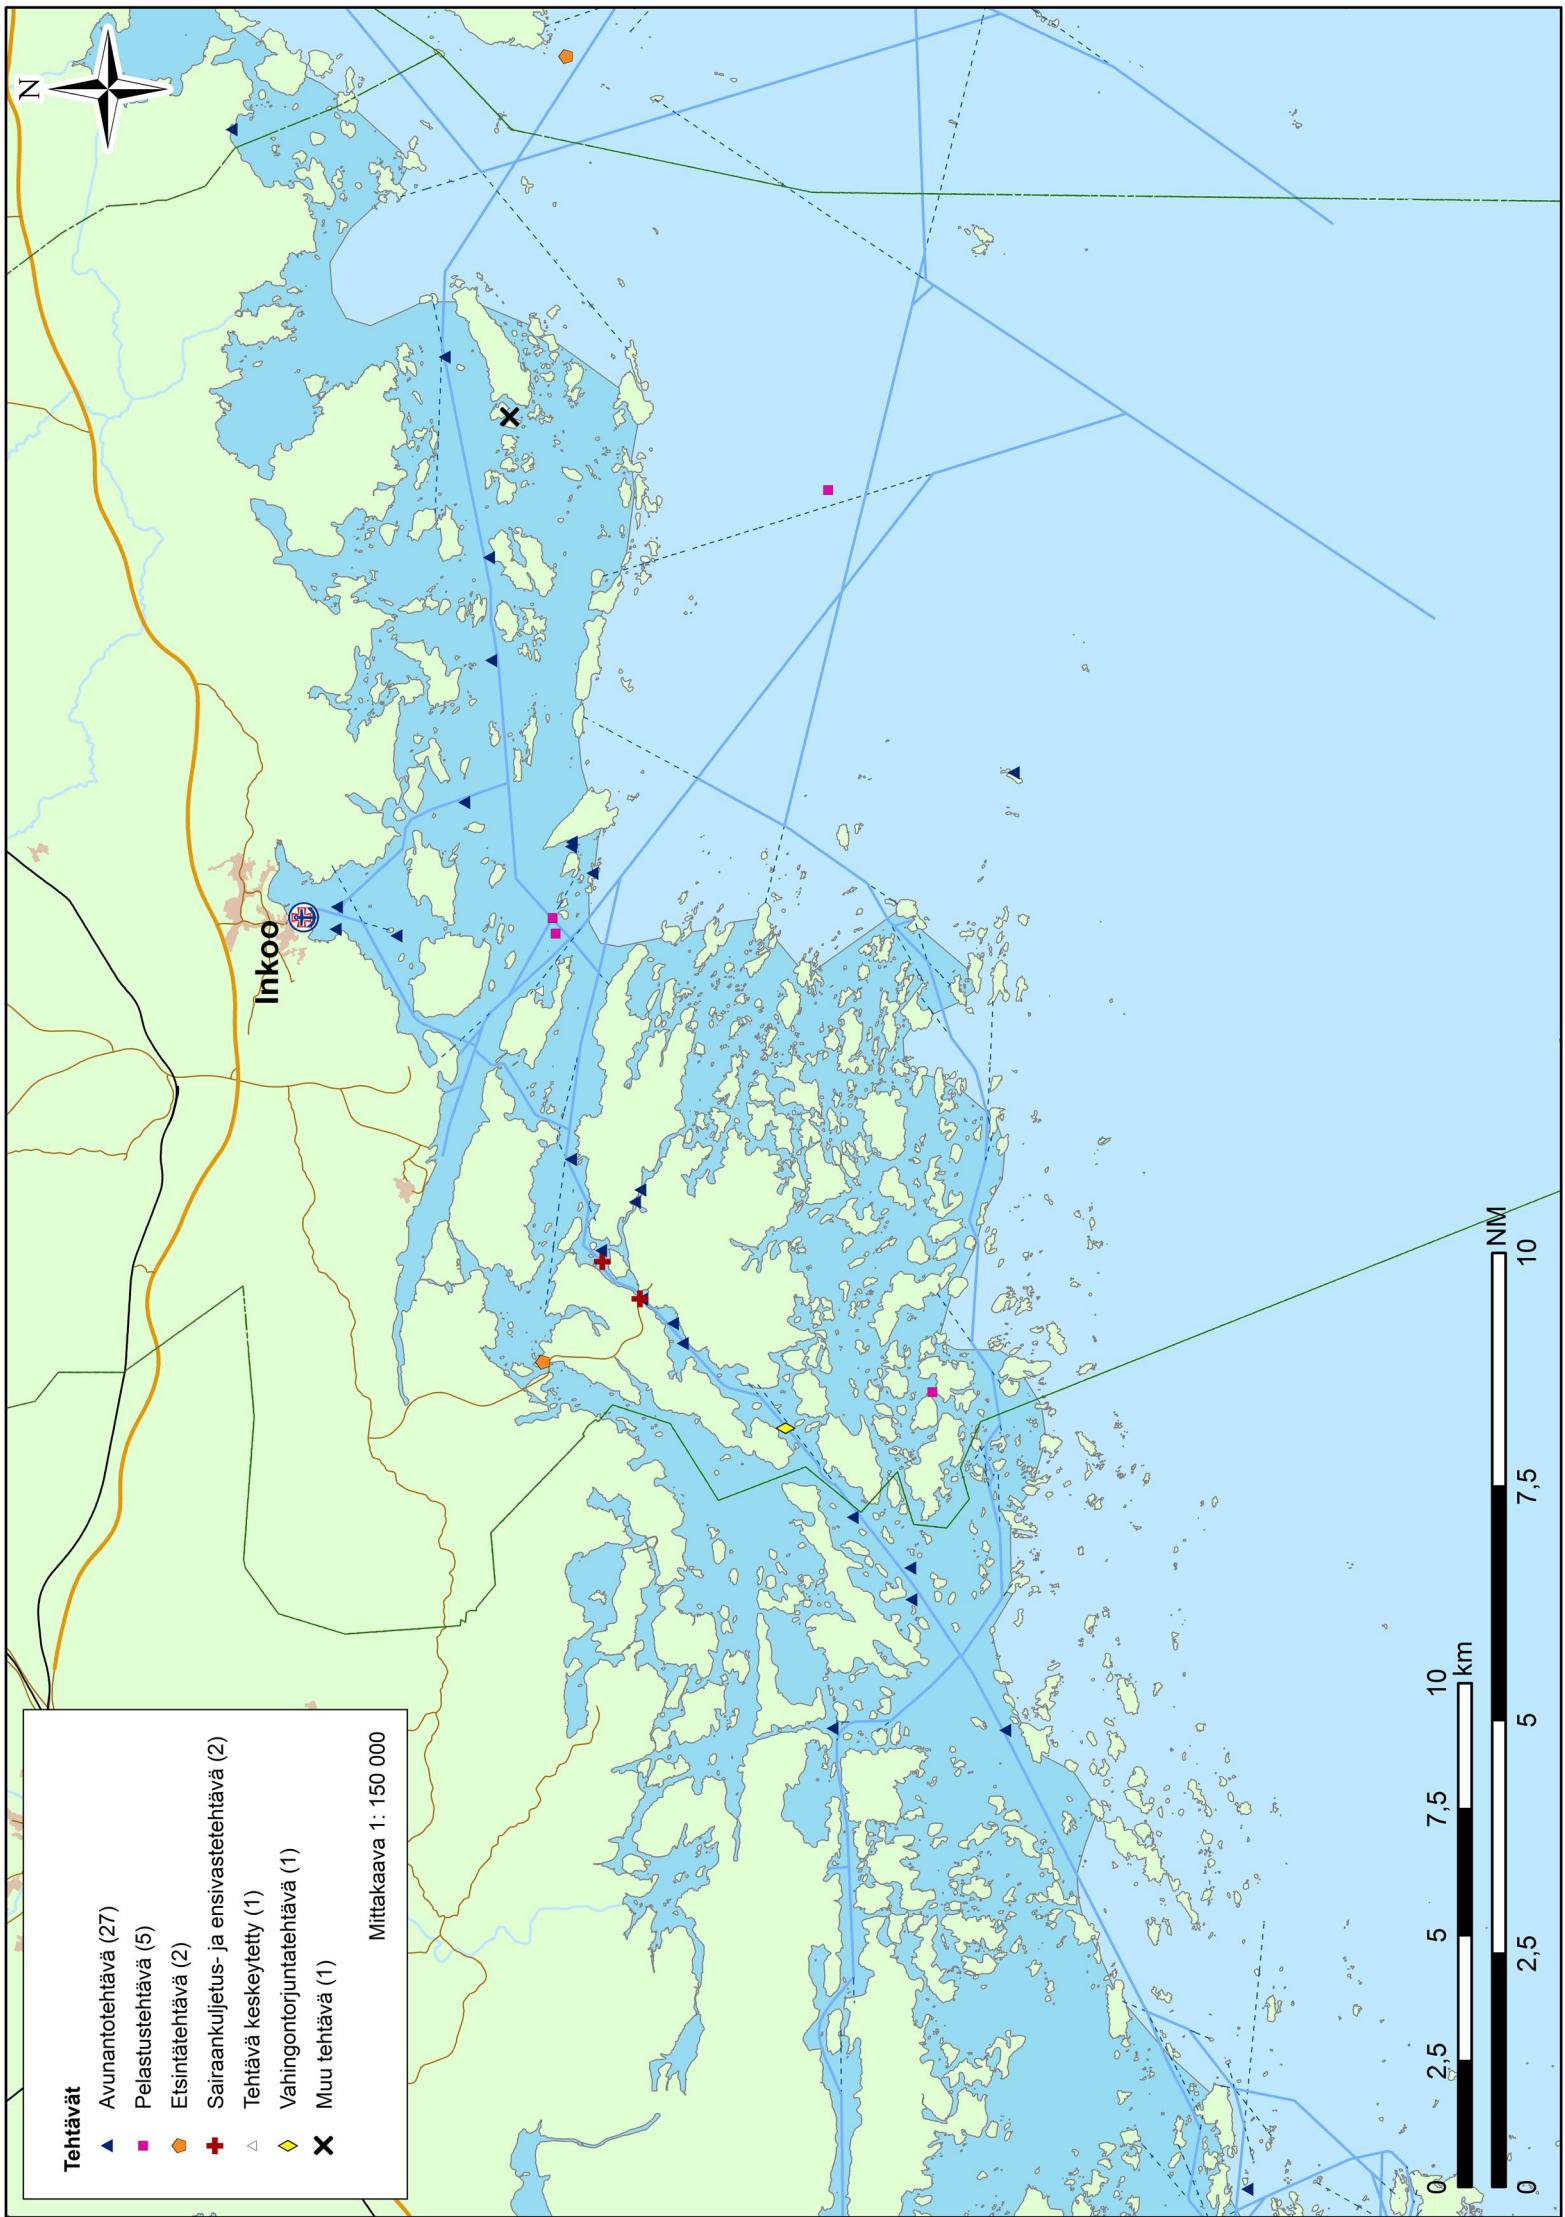 N
Inkoo
Tehtävät
Avunantotehtävä (27)
Pelastustehtävä (5)
Etsintätehtävä (2)
Sairaankuljetus- ja ensivastetehtävä (2)
Tehtävä keskeytetty (1)
Vahingontorjuntatehtävä (1)
Muu tehtävä (1)
Mittakaava 1: 150 000
0 2,5 5 7,5 10
km
NM
0 2,5 5 7,5 10